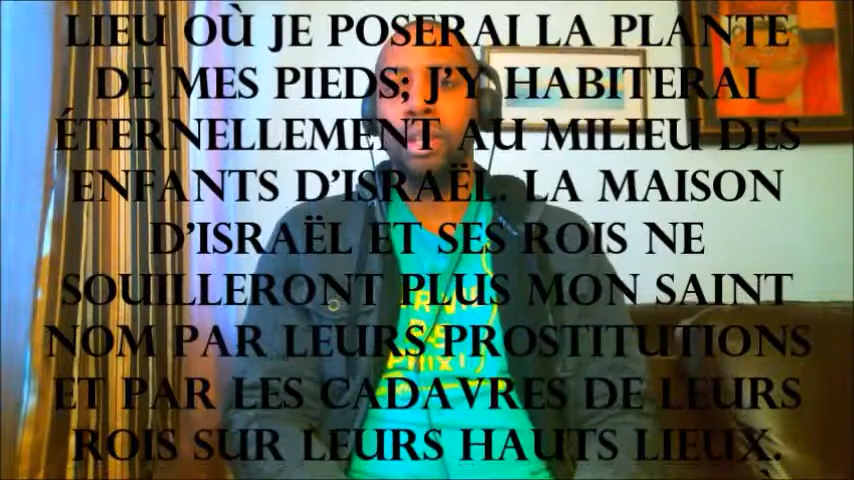 LIEU OÙ JE POSERAI LA PLANTE
DE MES PIEDS; J'Y HABITERAI
ÉTERNELLEMENT AU MILIEU DES
ENFANTS D'ISRAËL. LA MAISON
D'ISRAËL ET SES ROIS NE
SOUILLERONT PLUS MON SAINT
NOM PAR LEURS PROSTITUTIONS
ET PAR LES CADAVRES DE LEURS
ROIS SUR LEURS HAUTS LIEUX.